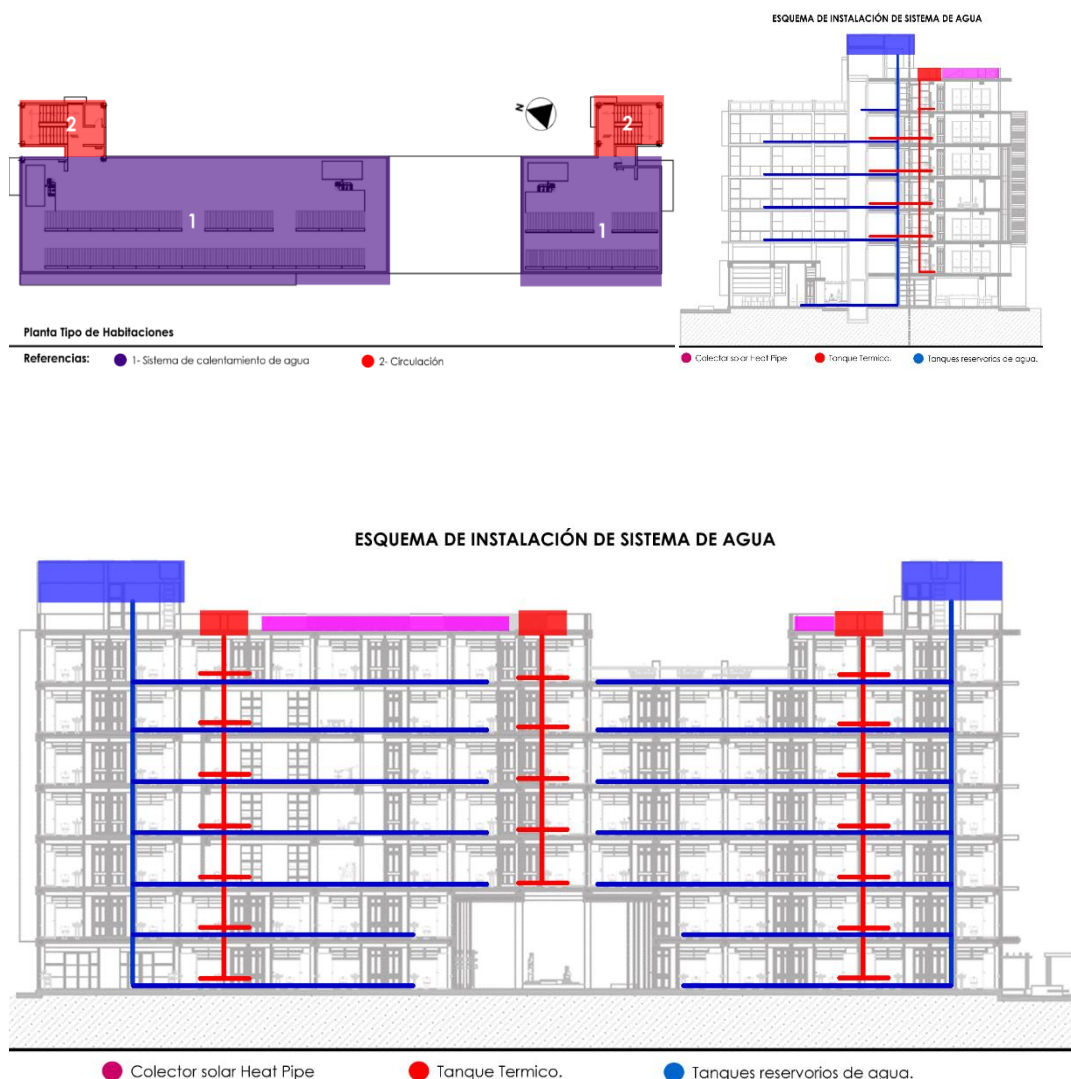 ESQUEMA DE INSTALACIÓN DE SISTEMA DE AGUA
2
N
2
1
1
Planta Tipo de Habitaciones
Referencias: 1- Sistema de calentamiento de agua 2- Circulación
Colector solar Heat Pipe Tanque Termico. Tanques reservorios de agua.
ESQUEMA DE INSTALACIÓN DE SISTEMA DE AGUA
Colector solar Heat Pipe Tanque Termico. Tanques reservorios de agua.